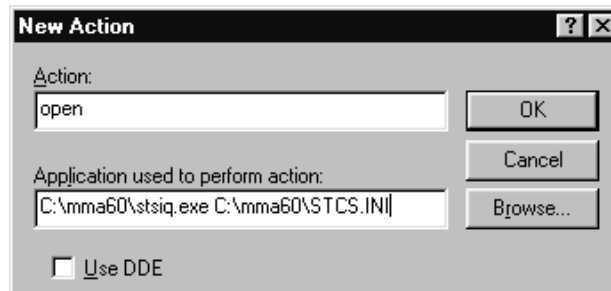 New Action
Action:
open
OK
Cancel
Application used to perform action:
C:\mma60\stsiq.exe C:\mma60\STCS.INI
Browse...
Use DDE